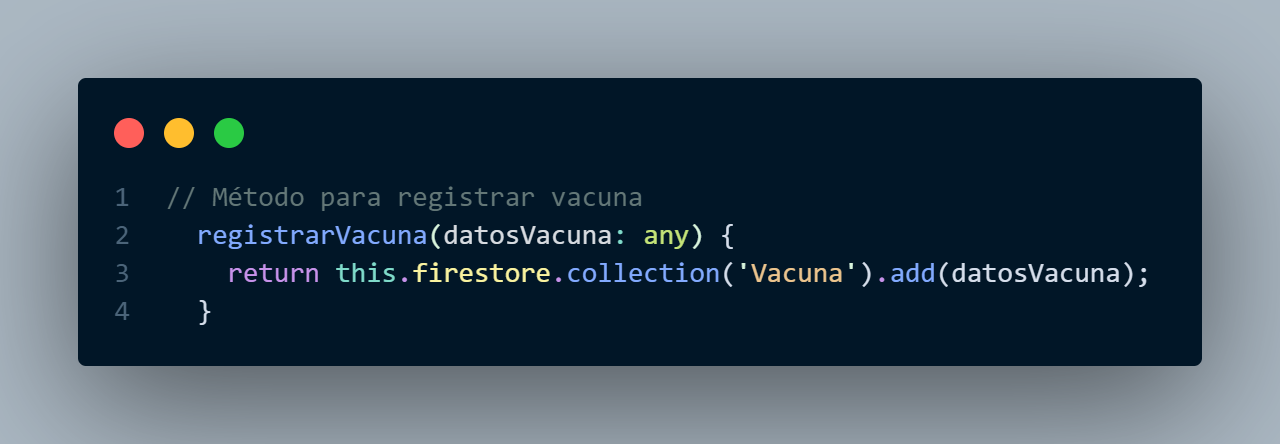 1 // Método para registrar vacuna
2 registrarVacuna(datosVacuna: any) {
3 return this.firestore.collection('Vacuna').add(datosVacuna);
4 }